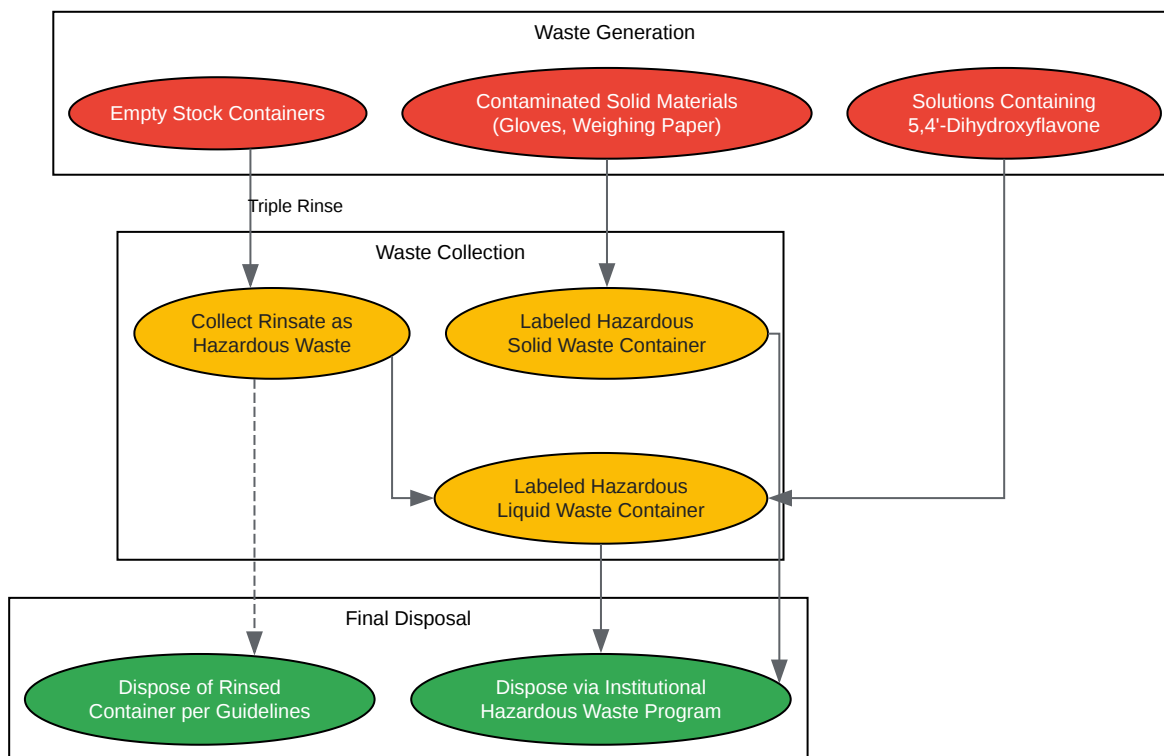 Waste Generation
Empty Stock Containers
Contaminated Solid Materials
(Gloves, Weighing Paper)
Solutions Containing
5,4'-Dihydroxyflavone
Triple Rinse
Waste Collection
Collect Rinsate as
Hazardous Waste
Labeled Hazardous
Solid Waste Container
Labeled Hazardous
Liquid Waste Container
Final Disposal
Dispose of Rinsed
Container per Guidelines
Dispose via Institutional
Hazardous Waste Program